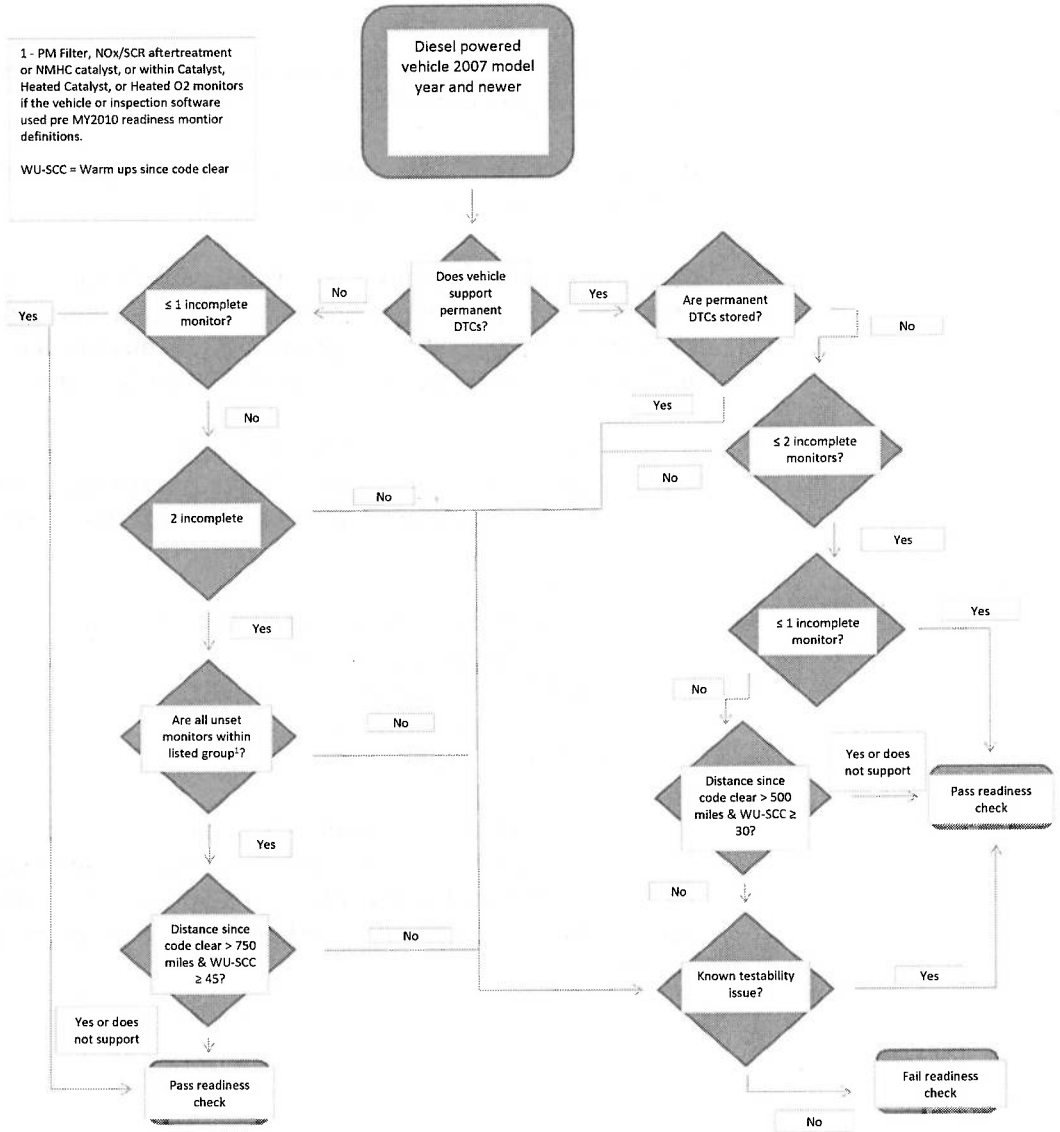 1 - PM Filter, NOx/SCR aftertreatment
or NMHC catalyst, or within Catalyst,
Heated Catalyst, or Heated O2 monitors
if the vehicle or inspection software
used pre MY2010 readiness montior
definitions.
WU-SCC = Warm ups since code clear
Diesel powered
vehicle 2007 model
year and newer
Does vehicle
support
permanent
DTCs?
No
Yes
≤ 1 incomplete
monitor?
Yes
No
Are permanent
DTCs stored?
No
Yes
≤ 2 incomplete
monitors?
No
Yes
2 incomplete
No
Yes
≤ 1 incomplete
monitor?
Yes
No
Are all unset
monitors within
listed group¹?
No
Yes
Distance since
code clear > 500
miles & WU-SCC ≥
30?
Yes or does
not support
No
Pass readiness
check
Distance since
code clear > 750
miles & WU-SCC
≥ 45?
No
Yes or does
not support
Known testability
issue?
Yes
No
Pass readiness
check
Fail readiness
check